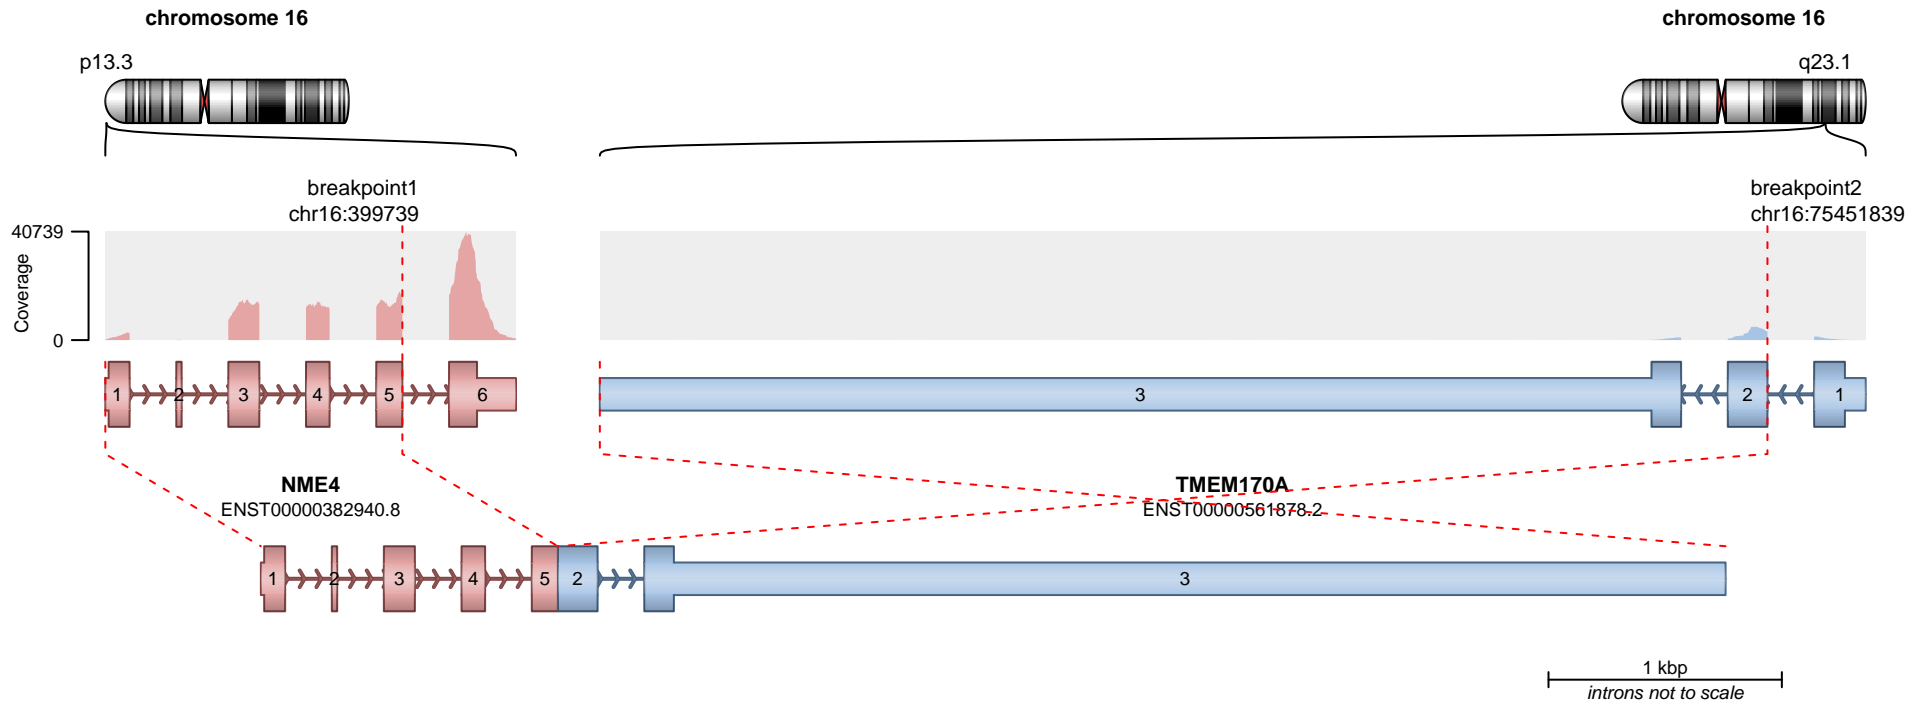 chromosome 16
chromosome 16
p13.3
q23.1
breakpoint1
chr16:399739
breakpoint2
chr16:75451839
40739
Coverage
0
1 2 3 4 5 6
3 2 1
NME4
ENST00000382940.8
TMEM170A
ENST00000561878.2
1 2 3 4 5 2 3
1 kbp
introns not to scale